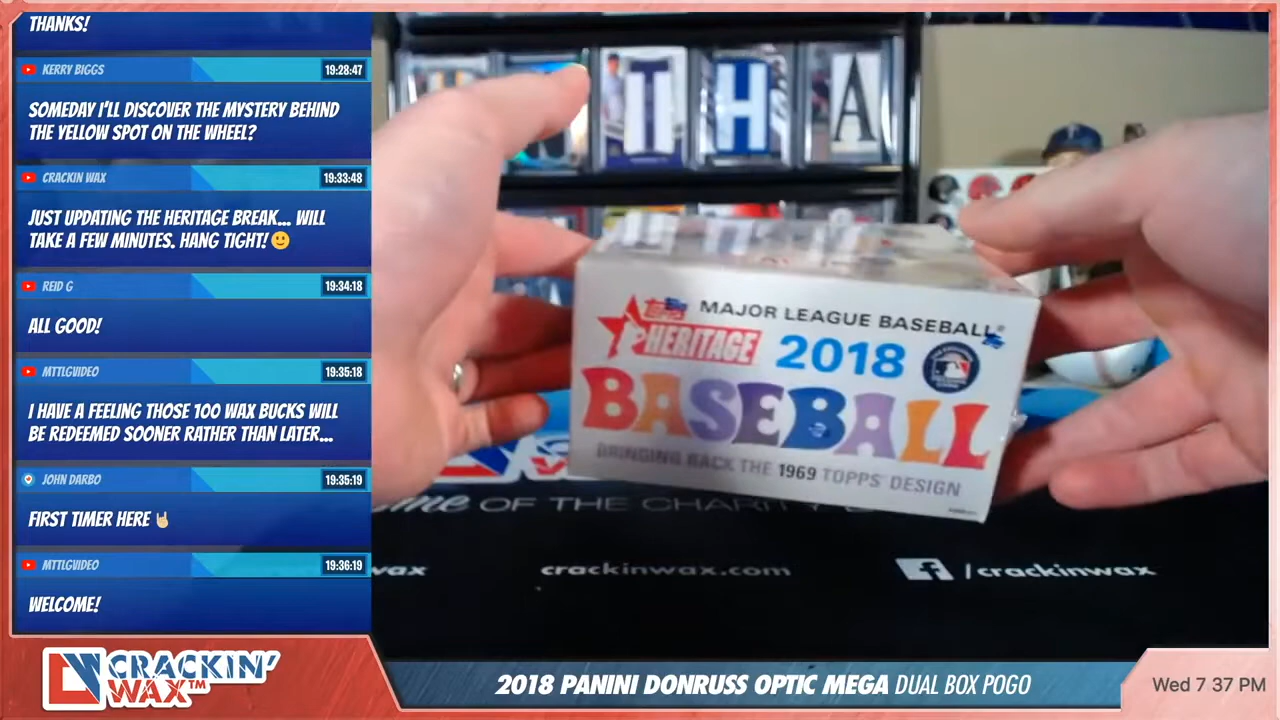 THANKS!
KERRY BIGGS
19:28:47
SOMEDAY I'LL DISCOVER THE MYSTERY BEHIND
THE YELLOW SPOT ON THE WHEEL?
CRACKIN WAX
19:33:48
JUST UPDATING THE HERITAGE BREAK... WILL
TAKE A FEW MINUTES. HANG TIGHT! 🙂
REID G
19:34:18
ALL GOOD!
MTTLGVIDEO
19:35:18
I HAVE A FEELING THOSE 100 WAX BUCKS WILL
BE REDEEMED SOONER RATHER THAN LATER...
JOHN DARBO
19:35:19
FIRST TIMER HERE 🤘🏼
MTTLGVIDEO
19:36:19
WELCOME!
CRACKIN'
WAX™
T H A
TOPPS MAJOR LEAGUE BASEBALL®
HERITAGE 2018
BASEBALL
BRINGING BACK THE 1969 TOPPS DESIGN
OF THE
wax
crackinwax.com
f /crackinwax
2018 PANINI DONRUSS OPTIC MEGA DUAL BOX POGO
Wed 7 37 PM